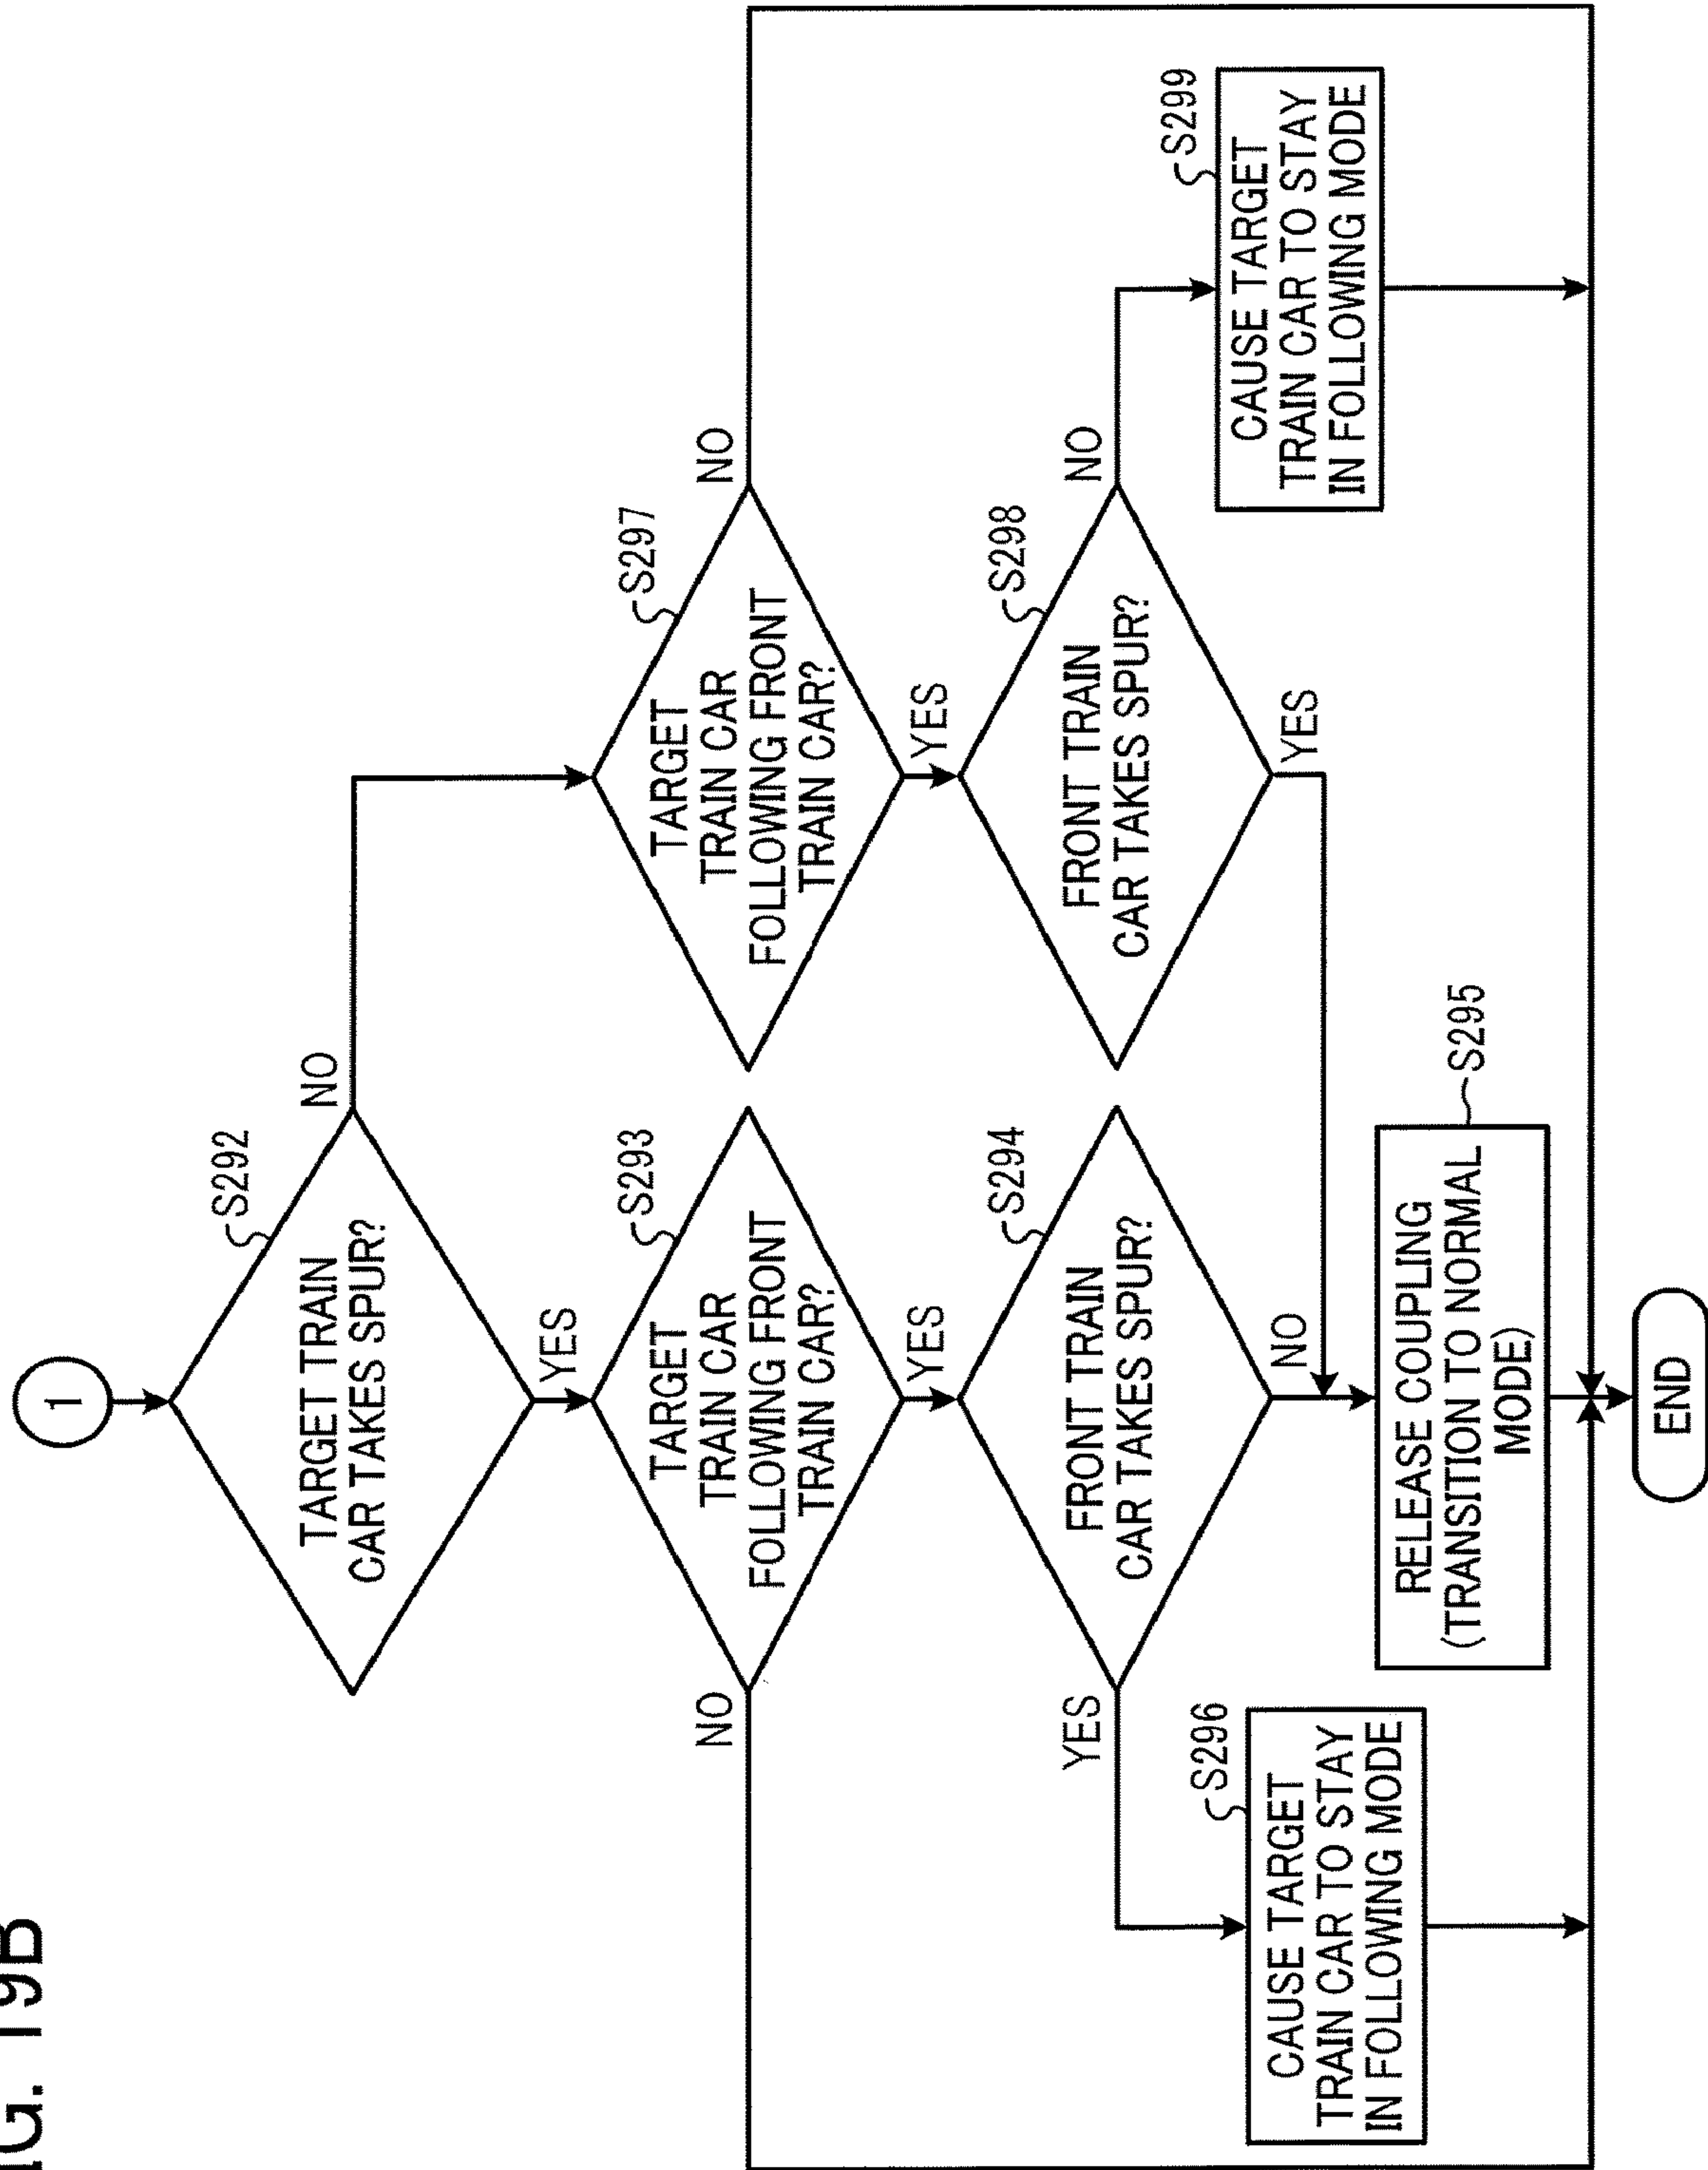 FIG. 19B
1
S292
TARGET TRAIN
CAR TAKES SPUR?
NO
YES
S293
TARGET
TRAIN CAR
FOLLOWING FRONT
TRAIN CAR?
NO
YES
S297
TARGET
TRAIN CAR
FOLLOWING FRONT
TRAIN CAR?
NO
YES
S294
FRONT TRAIN
CAR TAKES SPUR?
YES
NO
S298
FRONT TRAIN
CAR TAKES SPUR?
NO
YES
S296
CAUSE TARGET
TRAIN CAR TO STAY
IN FOLLOWING MODE
S295
RELEASE COUPLING
(TRANSITION TO NORMAL
MODE)
S299
CAUSE TARGET
TRAIN CAR TO STAY
IN FOLLOWING MODE
END